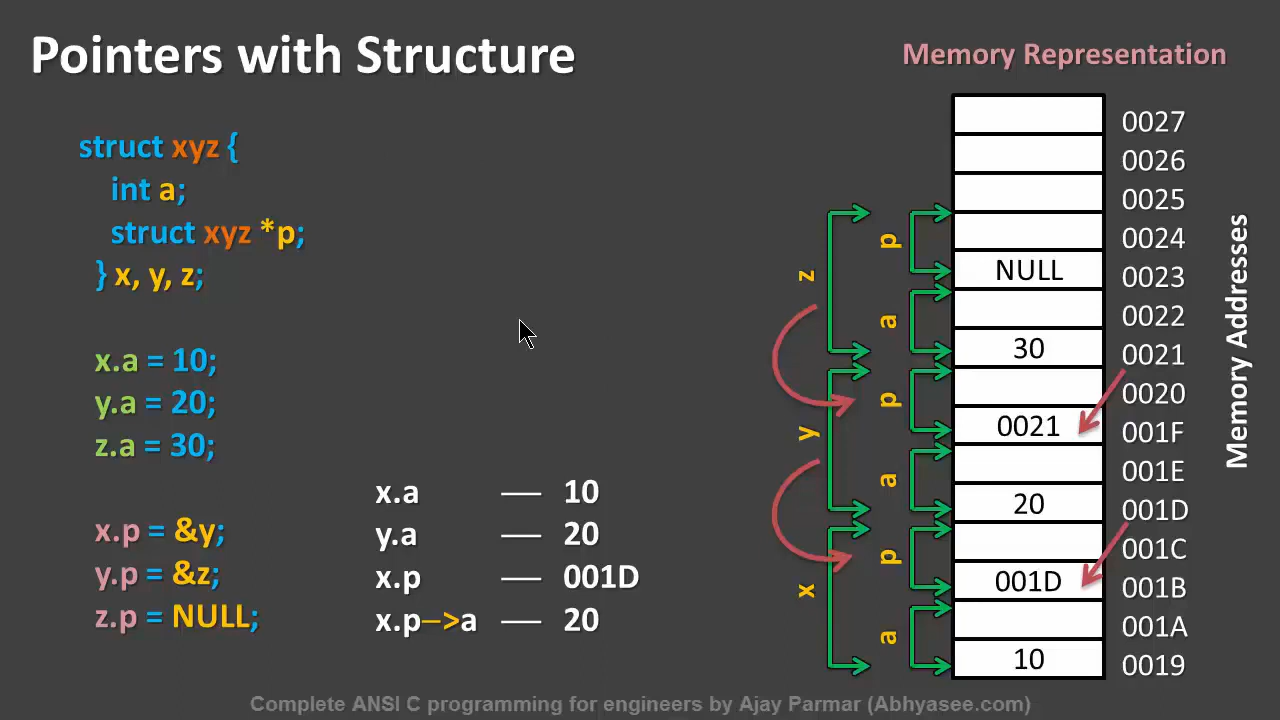 Pointers with Structure
struct xyz {
int a;
struct xyz *p;
} x, y, z;
x.a = 10;
y.a = 20;
z.a = 30;
x.p = &y;
y.p = &z;
z.p = NULL;
x.a — 10
y.a — 20
x.p — 001D
x.p–>a — 20
Memory Representation
0027
0026
0025
0024
NULL 0023
0022
30 0021
0020
0021 001F
001E
20 001D
001C
001D 001B
001A
10 0019
z
y
x
p
a
p
a
p
a
Memory Addresses
Complete ANSI C programming for engineers by Ajay Parmar (Abhyasee.com)